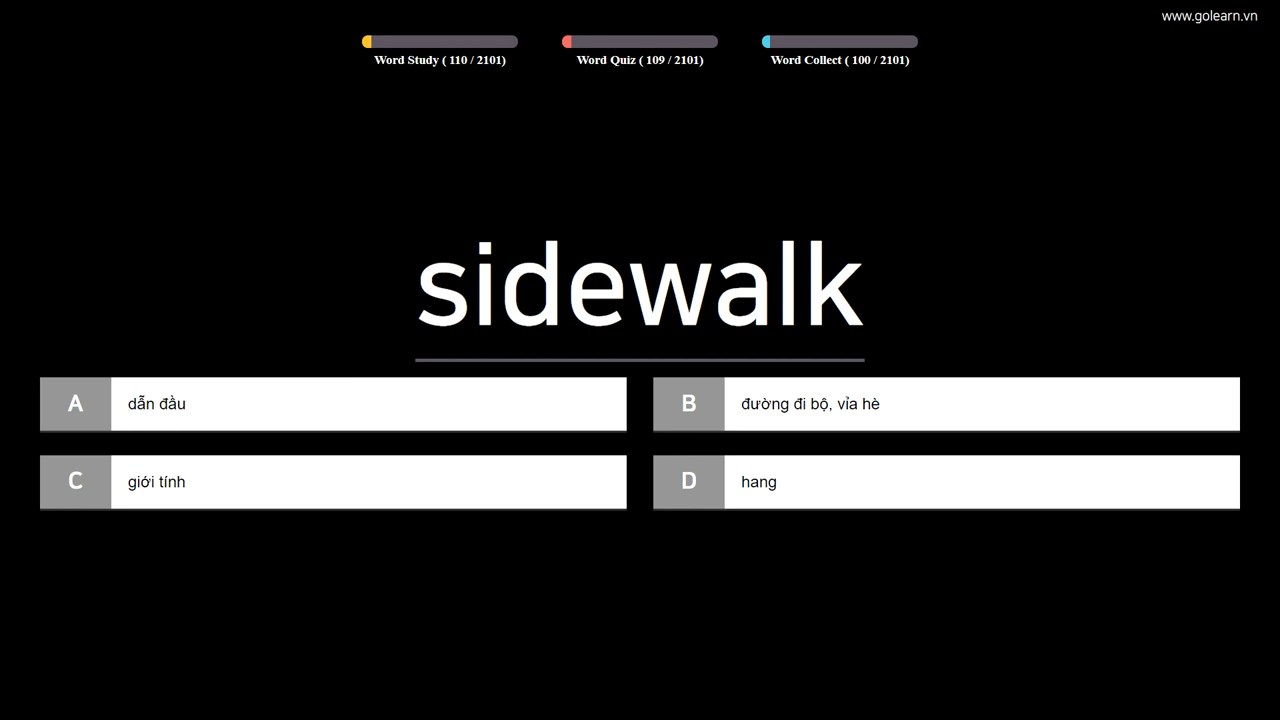 www.golearn.vn
Word Study ( 110 / 2101)
Word Quiz ( 109 / 2101)
Word Collect ( 100 / 2101)
sidewalk
A dẫn đầu
B đường đi bộ, vỉa hè
C giới tính
D hang